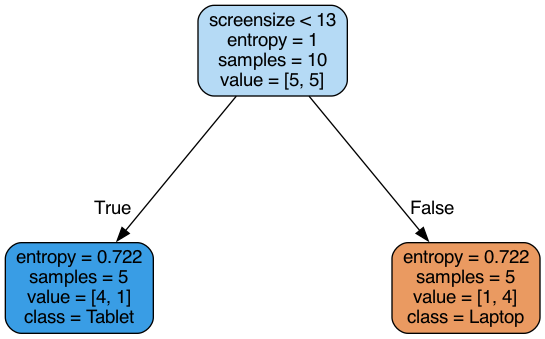 screensize < 13
entropy = 1
samples = 10
value = [5, 5]
True
False
entropy = 0.722
samples = 5
value = [4, 1]
class = Tablet
entropy = 0.722
samples = 5
value = [1, 4]
class = Laptop